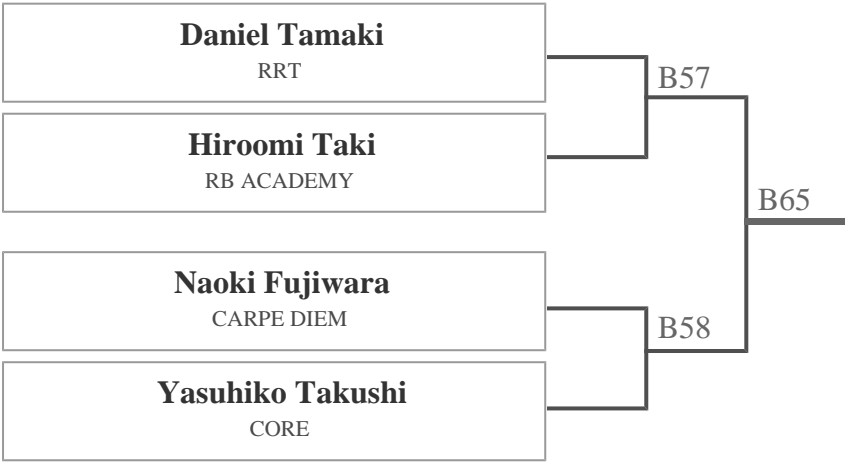 Daniel Tamaki
RRT
B57
Hiroomi Taki
RB ACADEMY
B65
Naoki Fujiwara
CARPE DIEM
B58
Yasuhiko Takushi
CORE